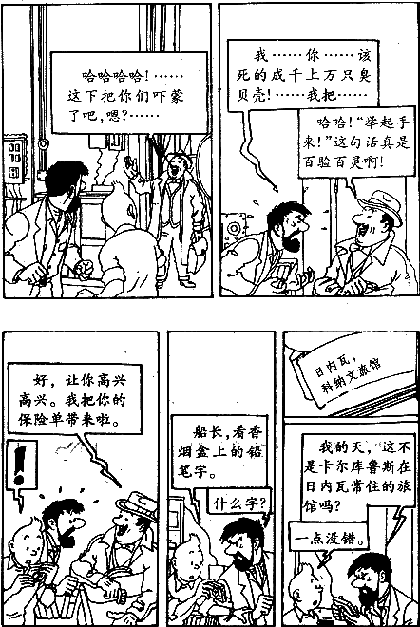 哈哈哈哈!……
这下把你们吓蒙
了吧,嗯?……
我……你……该
死的成千上万只臭
贝壳!……我把……
哈哈!“举起手
来!”这句话真是
百验百灵啊!
好,让你高兴
高兴。我把你的
保险单带来啦。
!
船长,看香
烟盒上的铅
笔字。
什么字?
日内瓦,
科纳文旅馆
我的天,这不
是卡尔库鲁斯在
日内瓦常住的旅
馆吗?
一点没错。